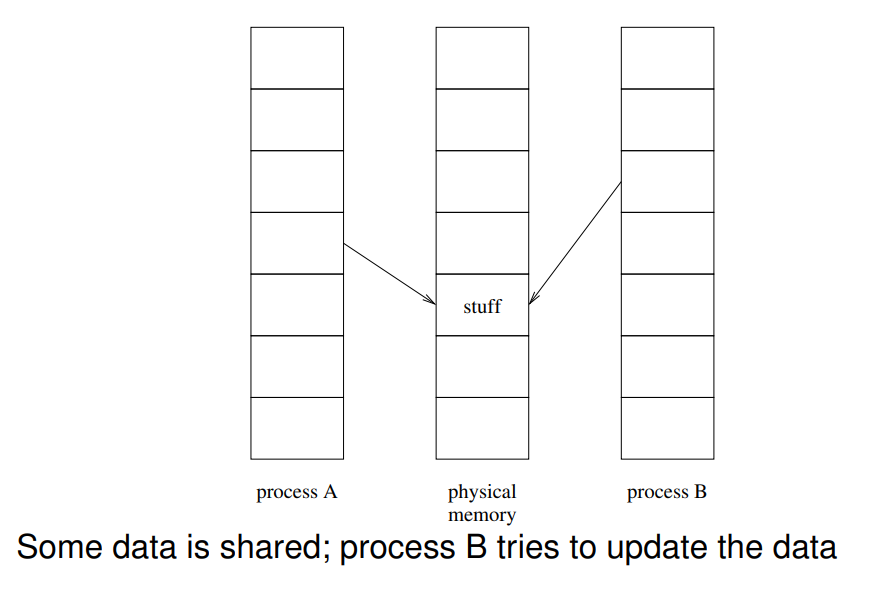 stuff
process A
physical
memory
process B
Some data is shared; process B tries to update the data